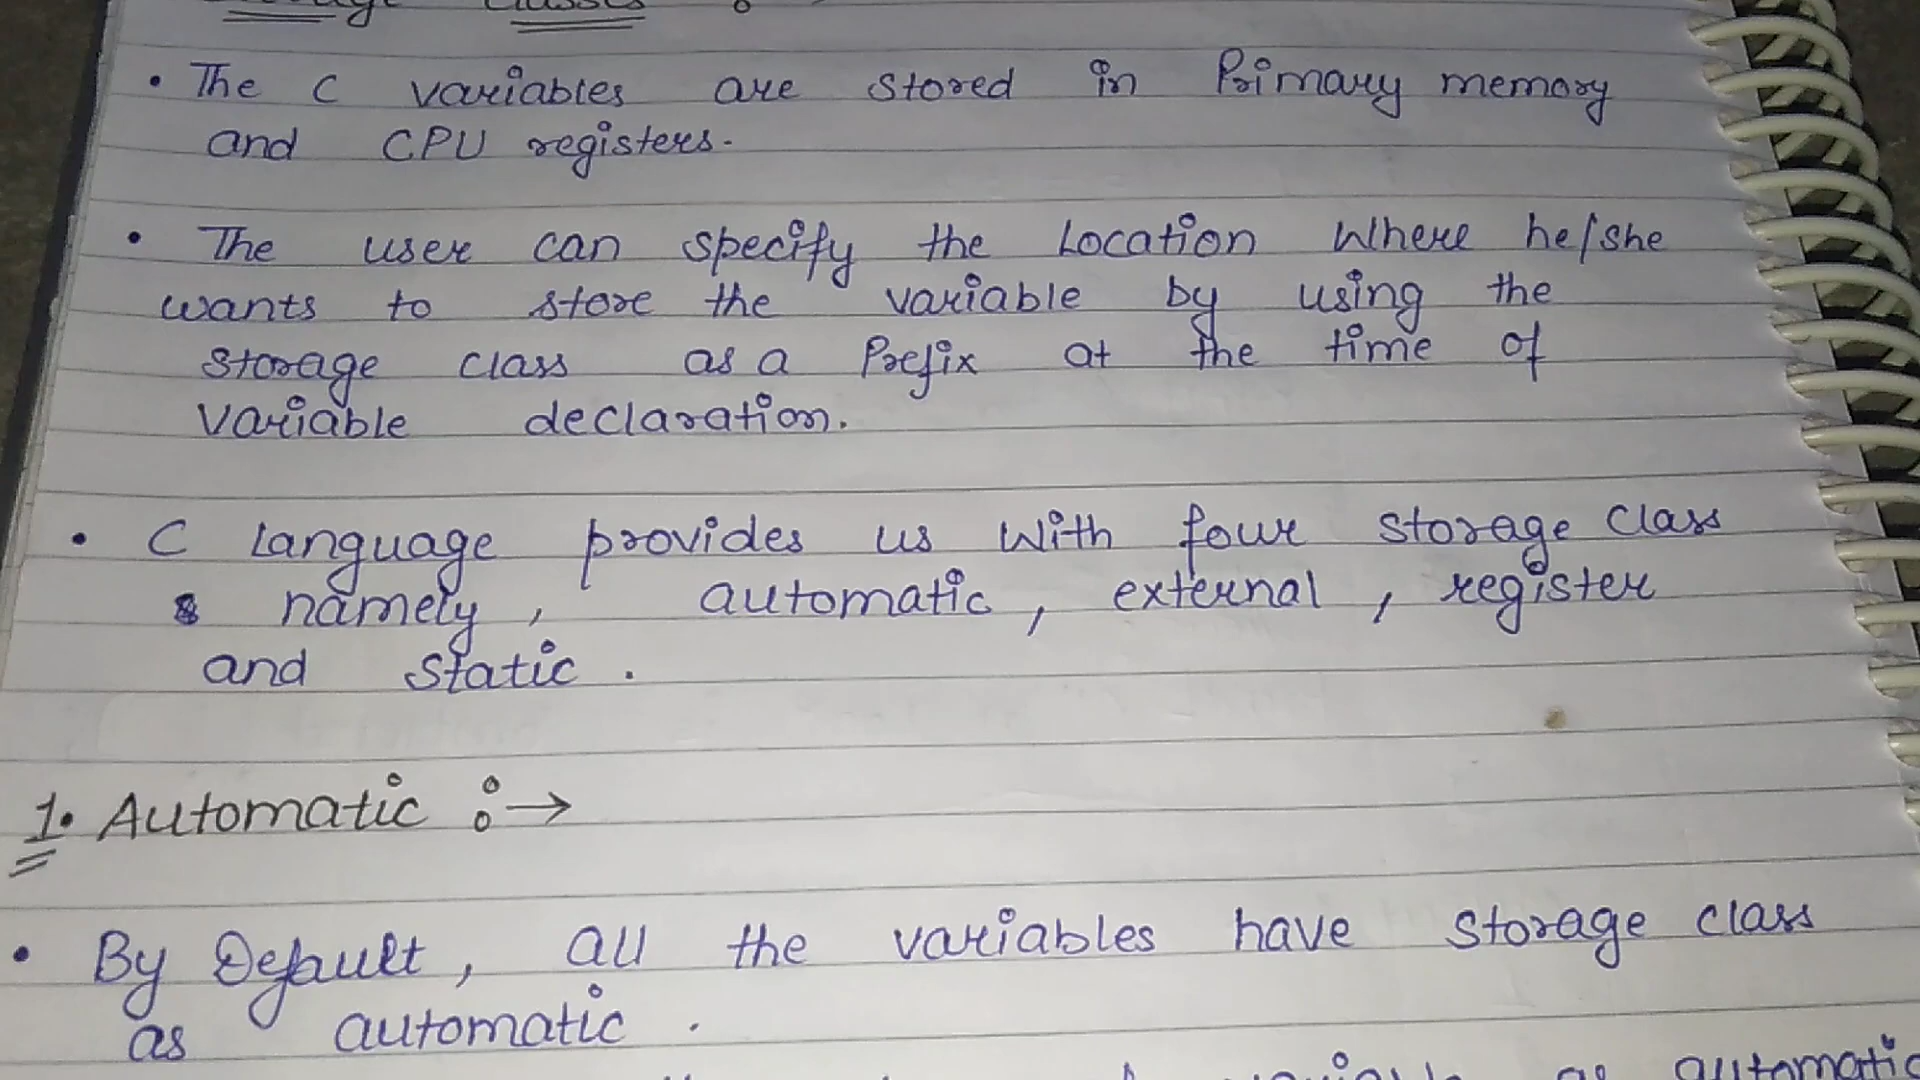 classes :
• The C variables are stored in Primary memory
and CPU registers.
• The user can specify the Location Where he/she
wants to store the variable by using the
storage class as a Prefix at the time of
variable declaration.
• C Language provides us With four storage Class
namely, automatic, external, register
and static.
1. Automatic :→
• By Default, all the variables have storage class
as automatic.
as automatic